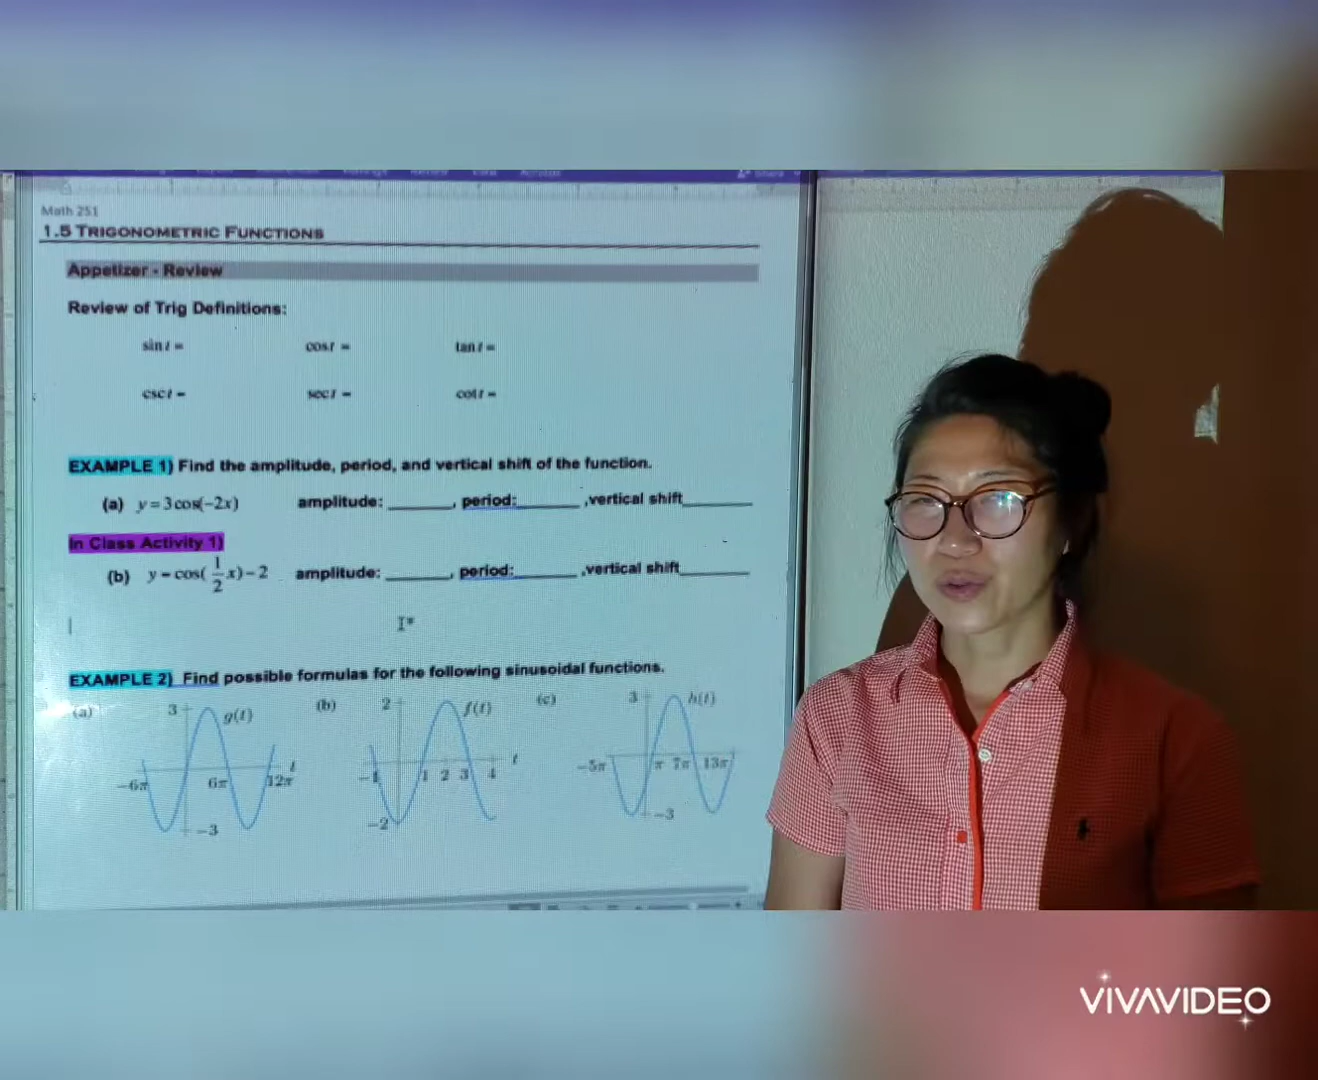 Share
Math 251
1.5 TRIGONOMETRIC FUNCTIONS
Appetizer - Review
Review of Trig Definitions:
sin t = cos t = tan t =
csc t = sec t = cot t =
EXAMPLE 1) Find the amplitude, period, and vertical shift of the function.
(a) y = 3 cos(-2x) amplitude: ______, period: ______ ,vertical shift ______
In Class Activity 1)
(b) y = cos( 1/2 x) - 2 amplitude: ______, period: ______ ,vertical shift ______
EXAMPLE 2) Find possible formulas for the following sinusoidal functions.
(a) 3 g(t) (b) 2 f(t) (c) 3 h(t)
-6π 6π 12π t -1 1 2 3 4 t -5π π 7π 13π
-3 -2 -3
VIVAVIDEO